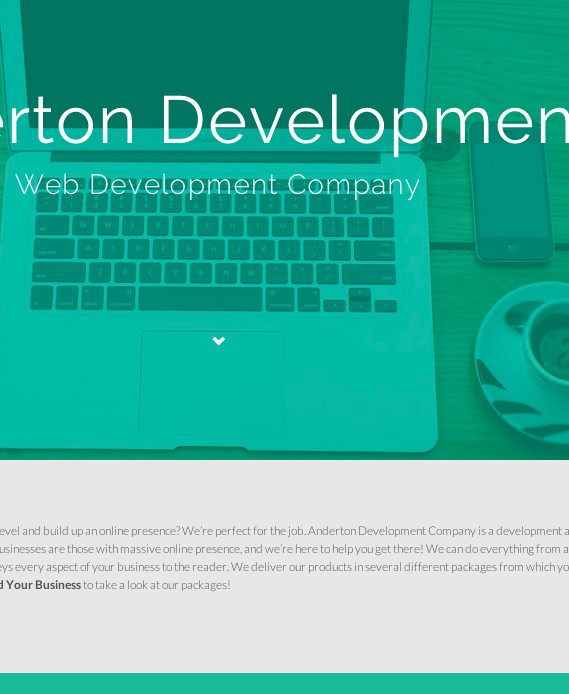 erton Developmen
Web Development Company
evel and build up an online presence? We're perfect for the job. Anderton Development Company is a development a
usinesses are those with massive online presence, and we're here to help you get there! We can do everything from a
eys every aspect of your business to the reader. We deliver our products in several different packages from which yo
d Your Business to take a look at our packages!